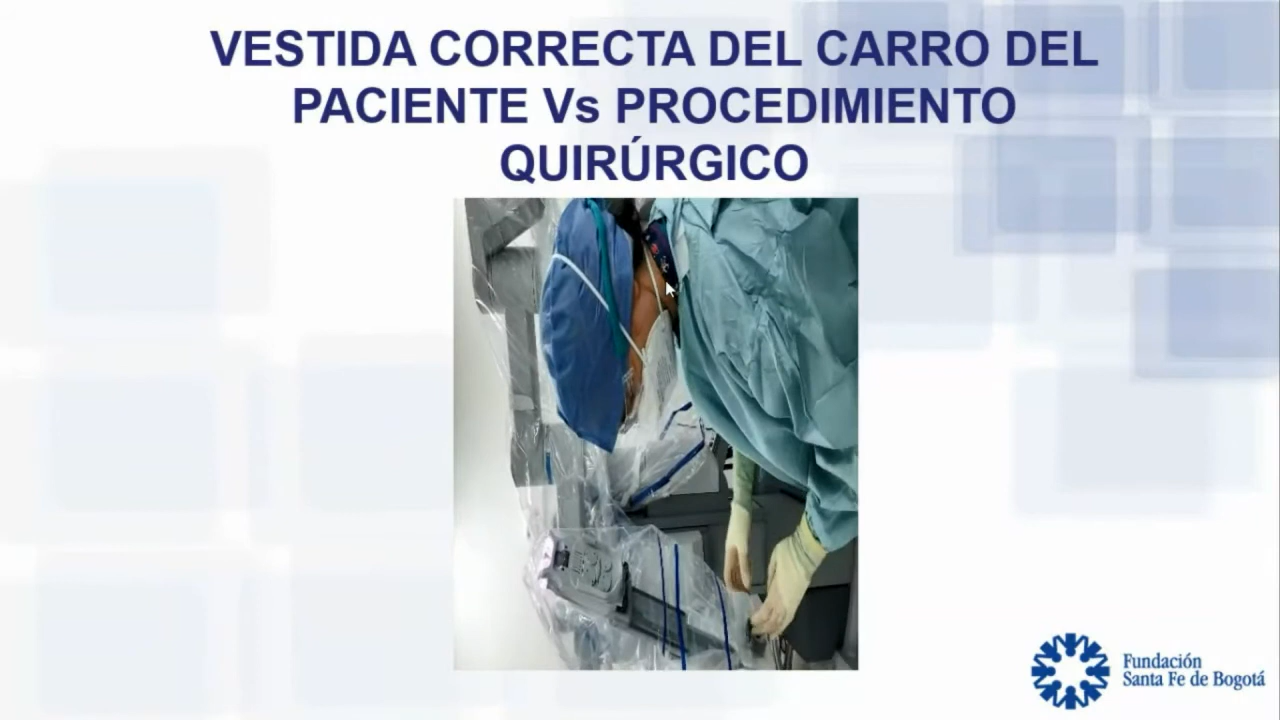 VESTIDA CORRECTA DEL CARRO DEL
PACIENTE Vs PROCEDIMIENTO
QUIRÚRGICO
Fundación
Santa Fe de Bogotá